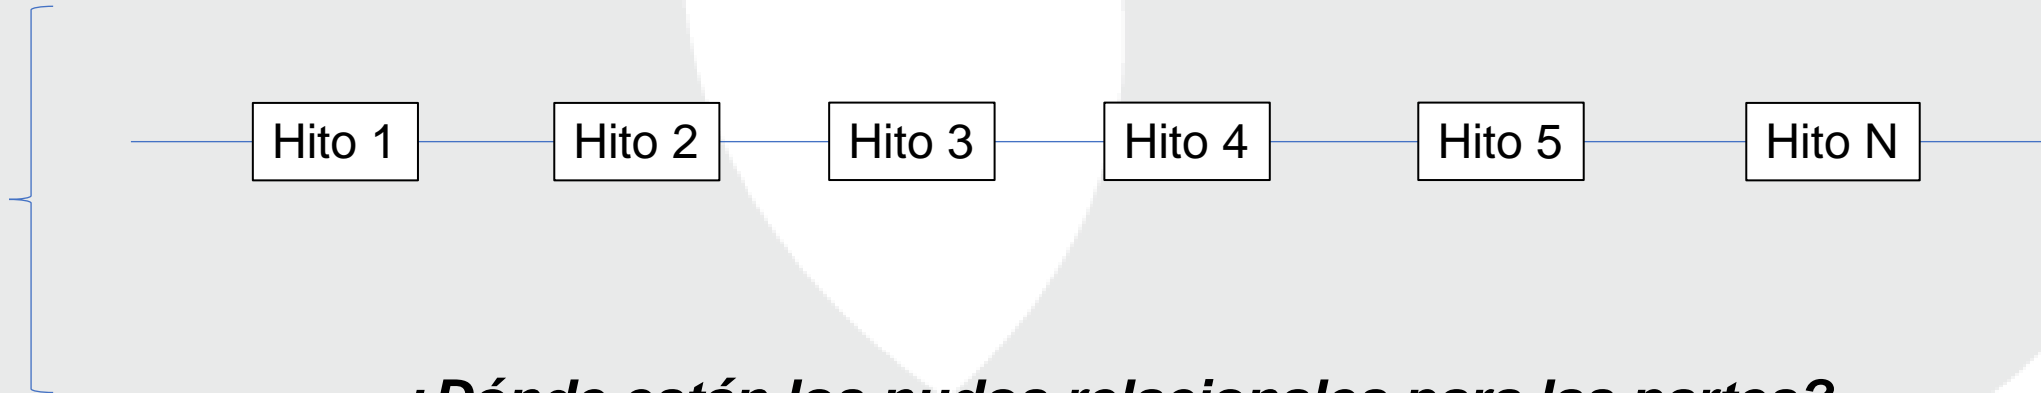 Hito 1 Hito 2 Hito 3 Hito 4 Hito 5 Hito N
¿Dónde están los nudos relacionales para las partes?